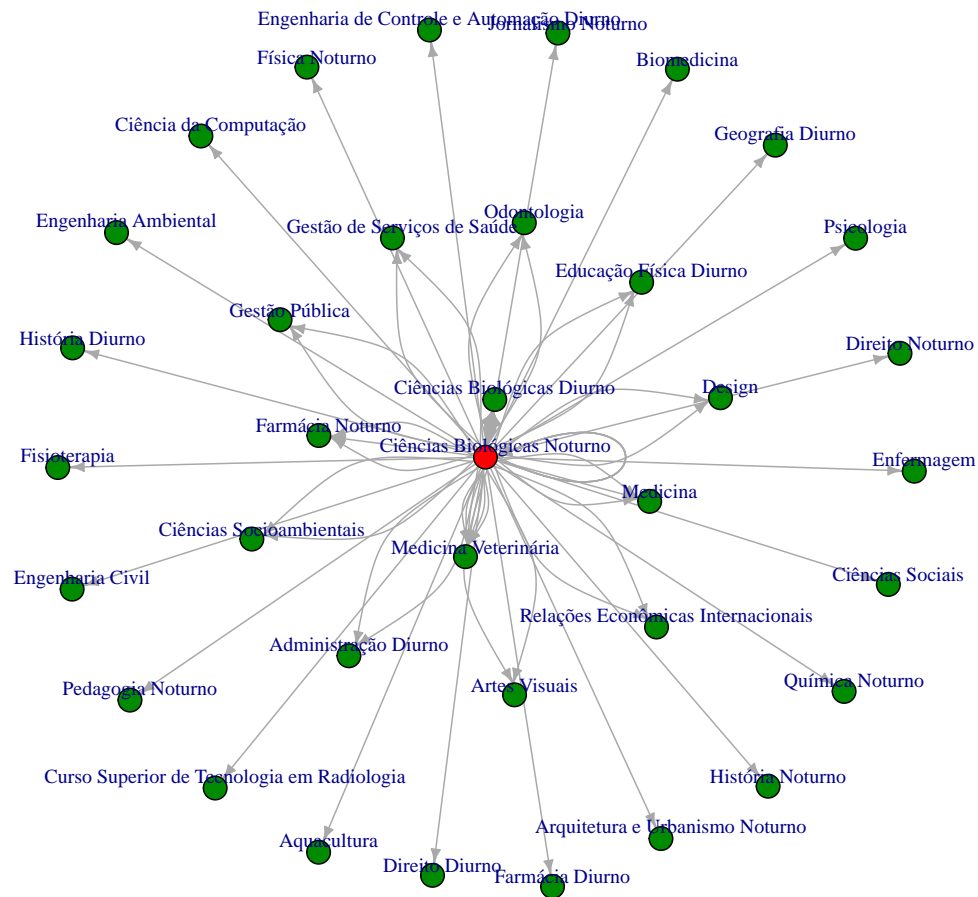 Engenharia de Controle e Automação Diurno
Jornalismo Noturno
Física Noturno
Biomedicina
Ciência da Computação
Geografia Diurno
Engenharia Ambiental
Gestão de Serviços de Saúde
Odontologia
Psicologia
Educação Física Diurno
Gestão Pública
História Diurno
Direito Noturno
Ciências Biológicas Diurno
Design
Farmácia Noturno
Ciências Biológicas Noturno
Fisioterapia
Enfermagem
Medicina
Ciências Socioambientais
Medicina Veterinária
Engenharia Civil
Ciências Sociais
Relações Econômicas Internacionais
Administração Diurno
Pedagogia Noturno
Artes Visuais
Química Noturno
Curso Superior de Tecnologia em Radiologia
História Noturno
Aquacultura
Arquitetura e Urbanismo Noturno
Direito Diurno
Farmácia Diurno